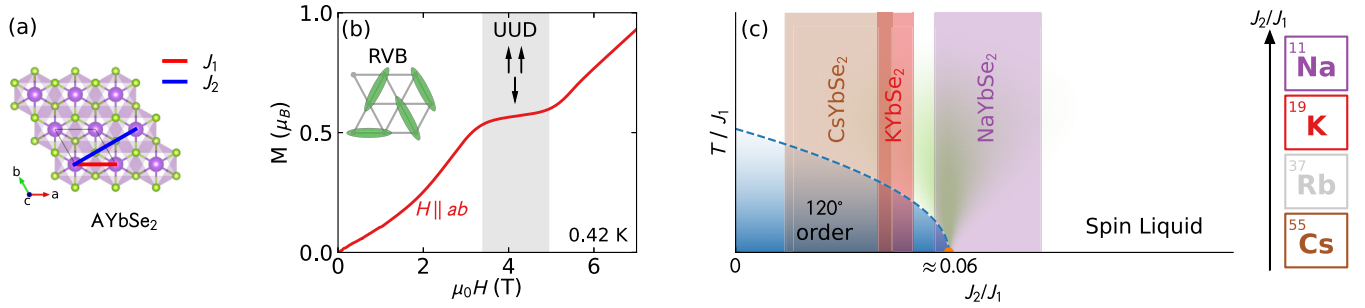 (a)
J₁
J₂
b
c
a
AYbSe₂
(b)
UUD
RVB
M (μ_B)
1.0
0.5
0.0
H ∥ ab
0.42 K
0
2
4
6
μ₀H (T)
(c)
T / J₁
CsYbSe₂
KYbSe₂
NaYbSe₂
120°
order
Spin Liquid
0
≈0.06
J₂/J₁
J₂/J₁
11
Na
19
K
37
Rb
55
Cs